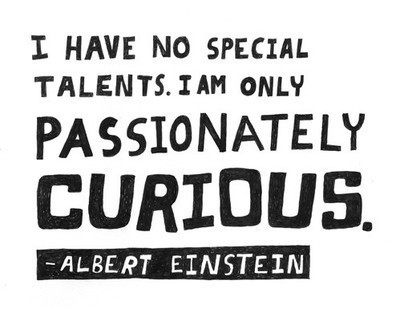 I HAVE NO SPECIAL
TALENTS. I AM ONLY
PASSIONATELY
CURIOUS.
-ALBERT EINSTEIN